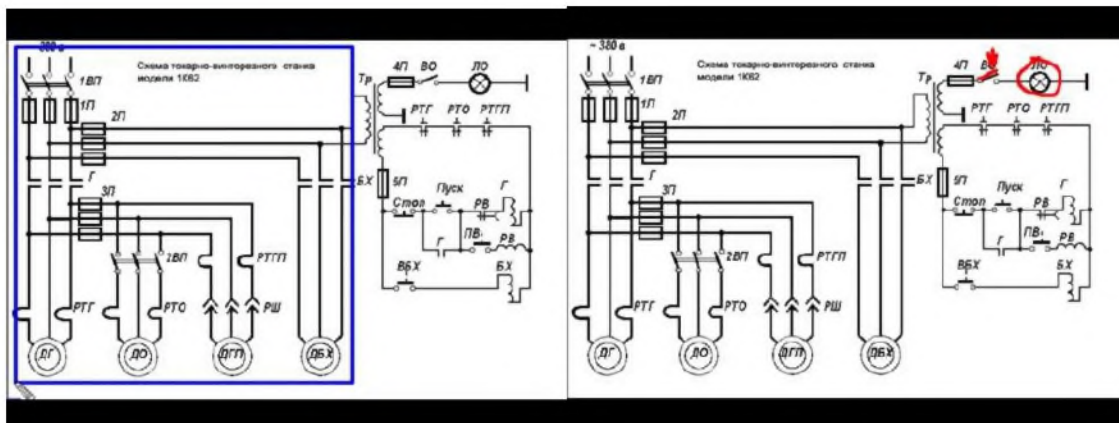 Схема токарно-винторезного станка
модели 1К62
1ВП
1П
2П
Г
3П
2ВП
РТГП
РТГ
РТО
РШ
ДГ
ДО
ДГП
ДБХ
Тр
4П
ВО
ЛО
РТГ
РТО
РТГП
БХ
5П
Стоп
Пуск
РВ
Г
Г
ПВ
РВ
ВБХ
БХ
~ 380 в
Схема токарно-винторезного станка
модели 1К62
1ВП
1П
2П
Г
3П
2ВП
РТГП
РТГ
РТО
РШ
ДГ
ДО
ДГП
ДБХ
Тр
4П
ЛО
РТГ
РТО
РТГП
БХ
5П
Стоп
Пуск
РВ
Г
Г
ПВ
РВ
ВБХ
БХ